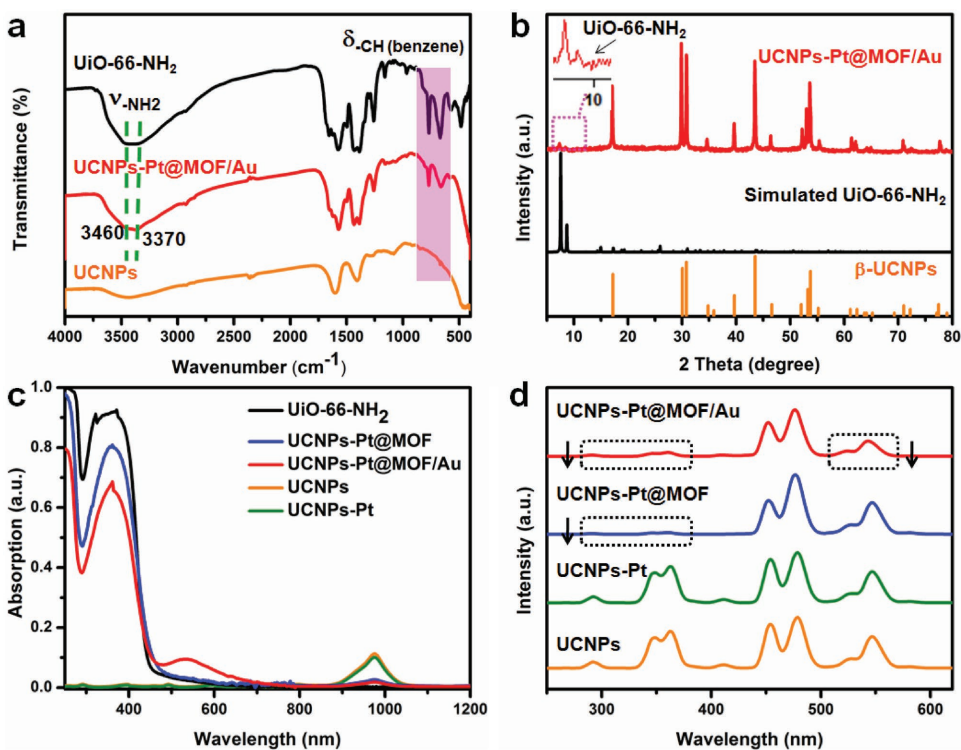 a
δ-CH (benzene)
UiO-66-NH2
ν-NH2
UCNPs-Pt@MOF/Au
3460
3370
UCNPs
Transmittance (%)
4000 3500 3000 2500 2000 1500 1000 500
Wavenumber (cm-1)
b
UiO-66-NH2
10
UCNPs-Pt@MOF/Au
Simulated UiO-66-NH2
β-UCNPs
Intensity (a.u.)
10 20 30 40 50 60 70 80
2 Theta (degree)
c
UiO-66-NH2
UCNPs-Pt@MOF
UCNPs-Pt@MOF/Au
UCNPs
UCNPs-Pt
Absorption (a.u.)
1.0
0.8
0.6
0.4
0.2
0.0
400 600 800 1000 1200
Wavelength (nm)
d
UCNPs-Pt@MOF/Au
UCNPs-Pt@MOF
UCNPs-Pt
UCNPs
Intensity (a.u.)
300 400 500 600
Wavelength (nm)